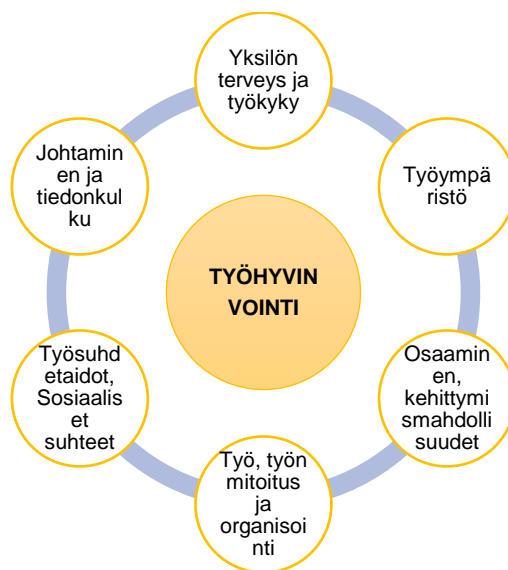 Yksilön
terveys ja
työkyky
Työympä
ristö
Osaamin
en,
kehittymi
smahdolli
suudet
Työ, työn
mitoitus
ja
organisoi
nti
Työsuhd
etaidot,
Sosiaalis
et
suhteet
Johtamin
en ja
tiedonkul
ku
TYÖHYVIN
VOINTI